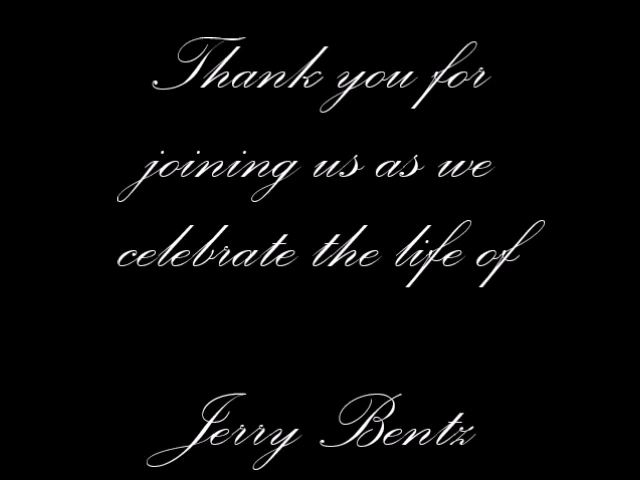 Thank you for
joining us as we
celebrate the life of
Jerry Bentz